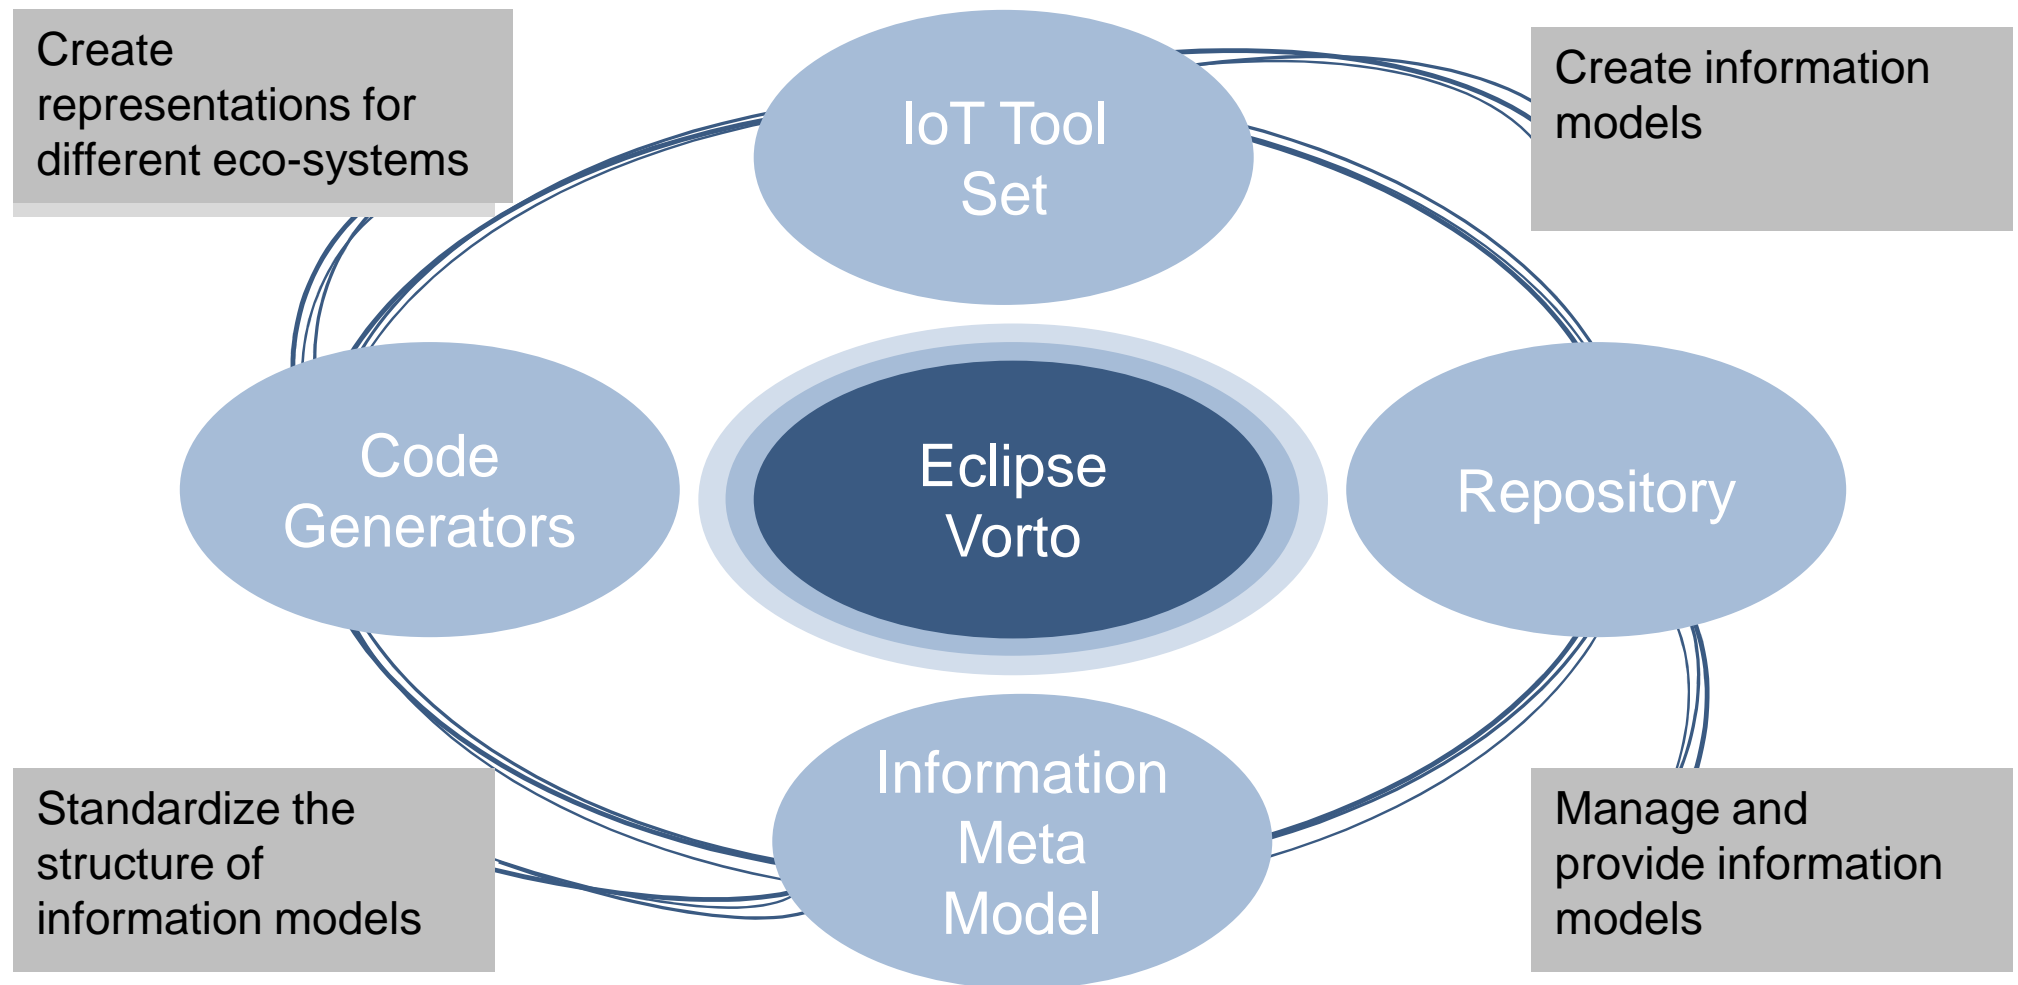 Create
representations for
different eco-systems
IoT Tool
Set
Create information
models
Code
Generators
Eclipse
Vorto
Repository
Standardize the
structure of
information models
Information
Meta
Model
Manage and
provide information
models